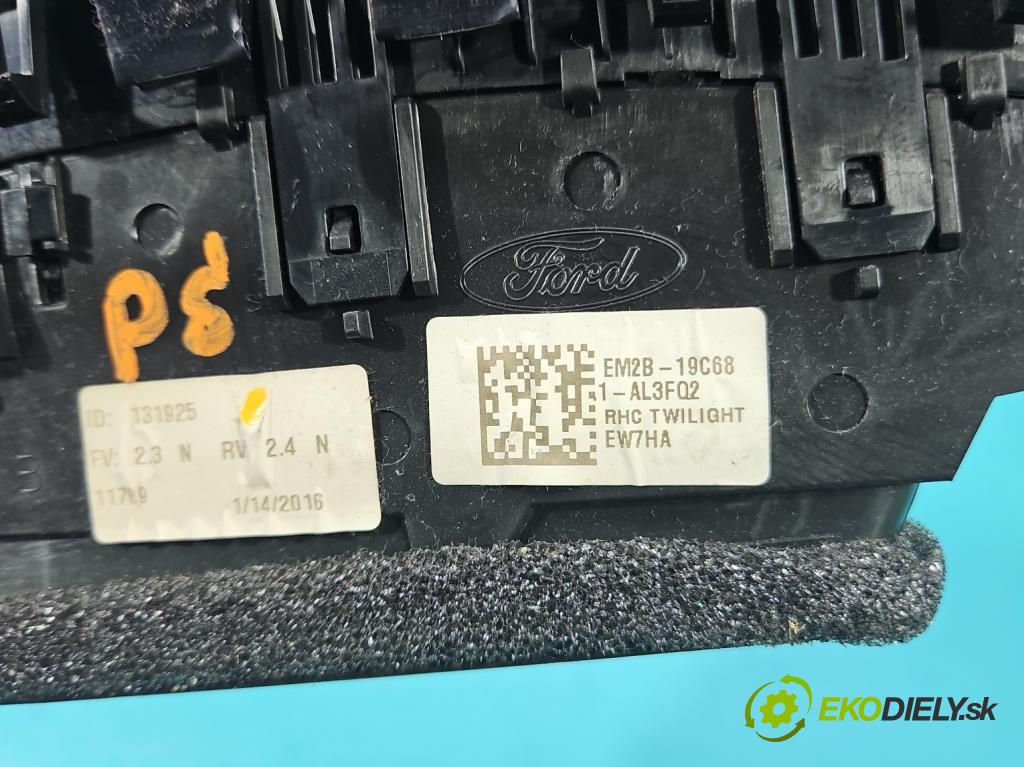 Ford
EM2B-19C68
1-AL3FQ2
RHC TWILIGHT
EW7HA
ID: 131925
FV: 2.3 N RV: 2.4 N
1/14/2016
EKODIELY.sk